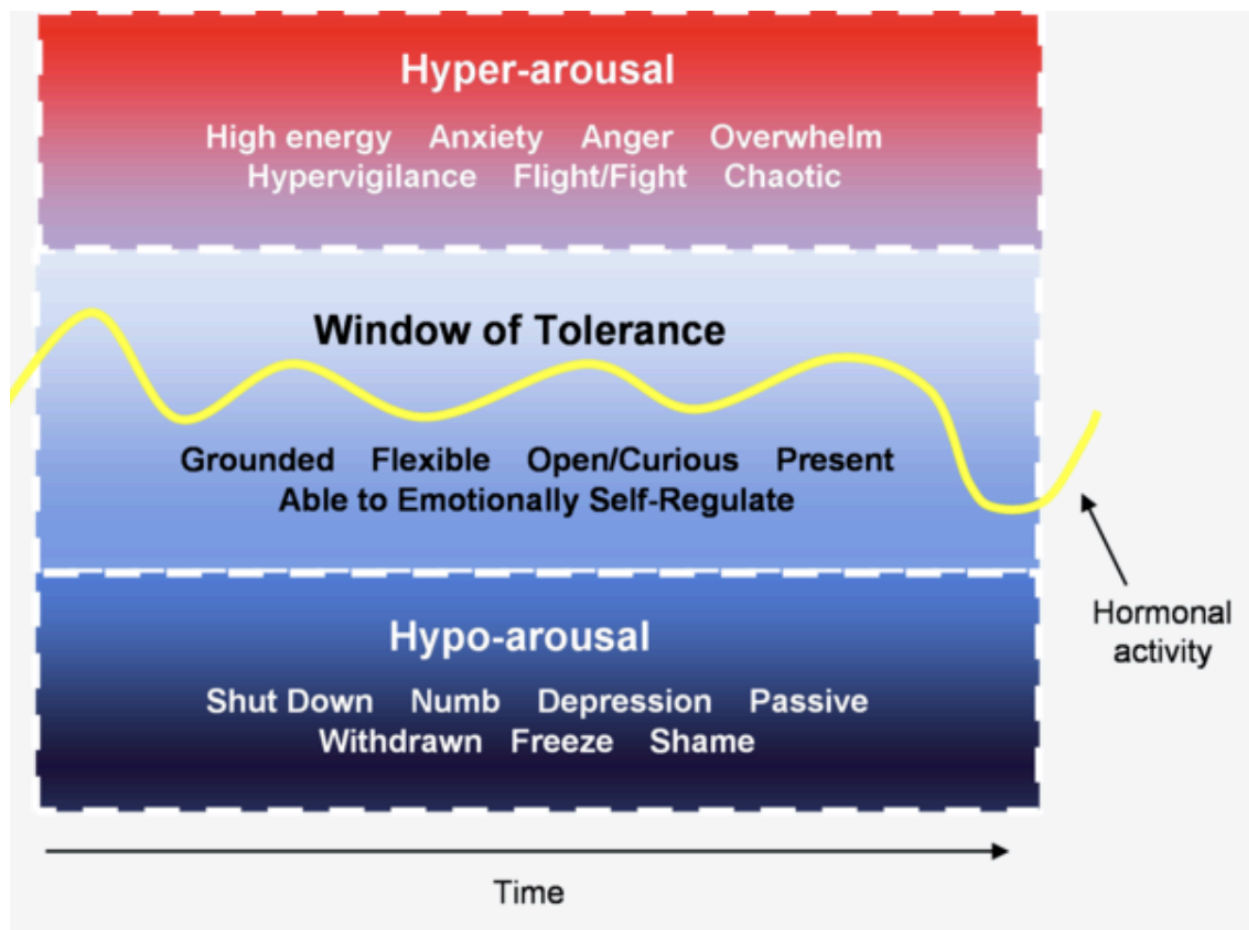 Hyper-arousal
High energy Anxiety Anger Overwhelm
Hypervigilance Flight/Fight Chaotic
Window of Tolerance
Grounded Flexible Open/Curious Present
Able to Emotionally Self-Regulate
Hypo-arousal
Shut Down Numb Depression Passive
Withdrawn Freeze Shame
Hormonal
activity
Time